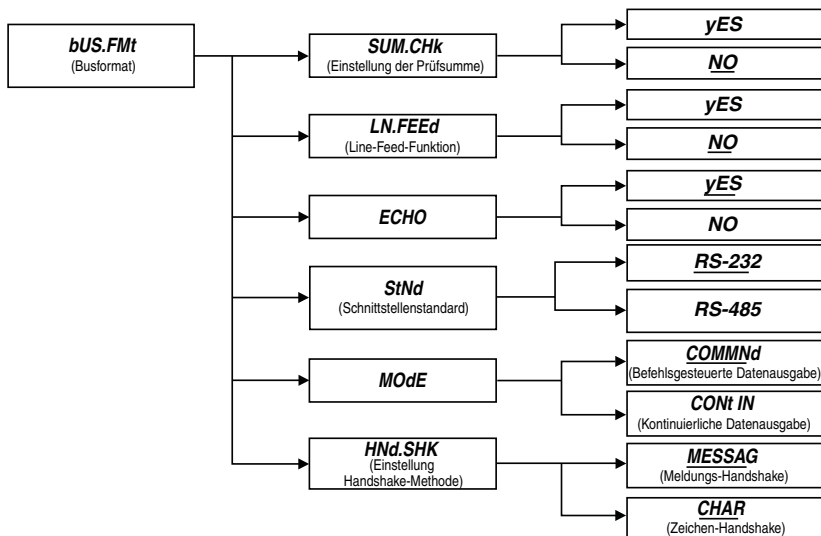 bUS.FMt
(Busformat)
SUM.CHk
(Einstellung der Prüfsumme)
yES
NO
LN.FEEd
(Line-Feed-Funktion)
yES
NO
ECHO
yES
NO
StNd
(Schnittstellenstandard)
RS-232
RS-485
MOdE
COMMNd
(Befehlsgesteuerte Datenausgabe)
CONt IN
(Kontinuierliche Datenausgabe)
HNd.SHK
(Einstellung
Handshake-Methode)
MESSAG
(Meldungs-Handshake)
CHAR
(Zeichen-Handshake)